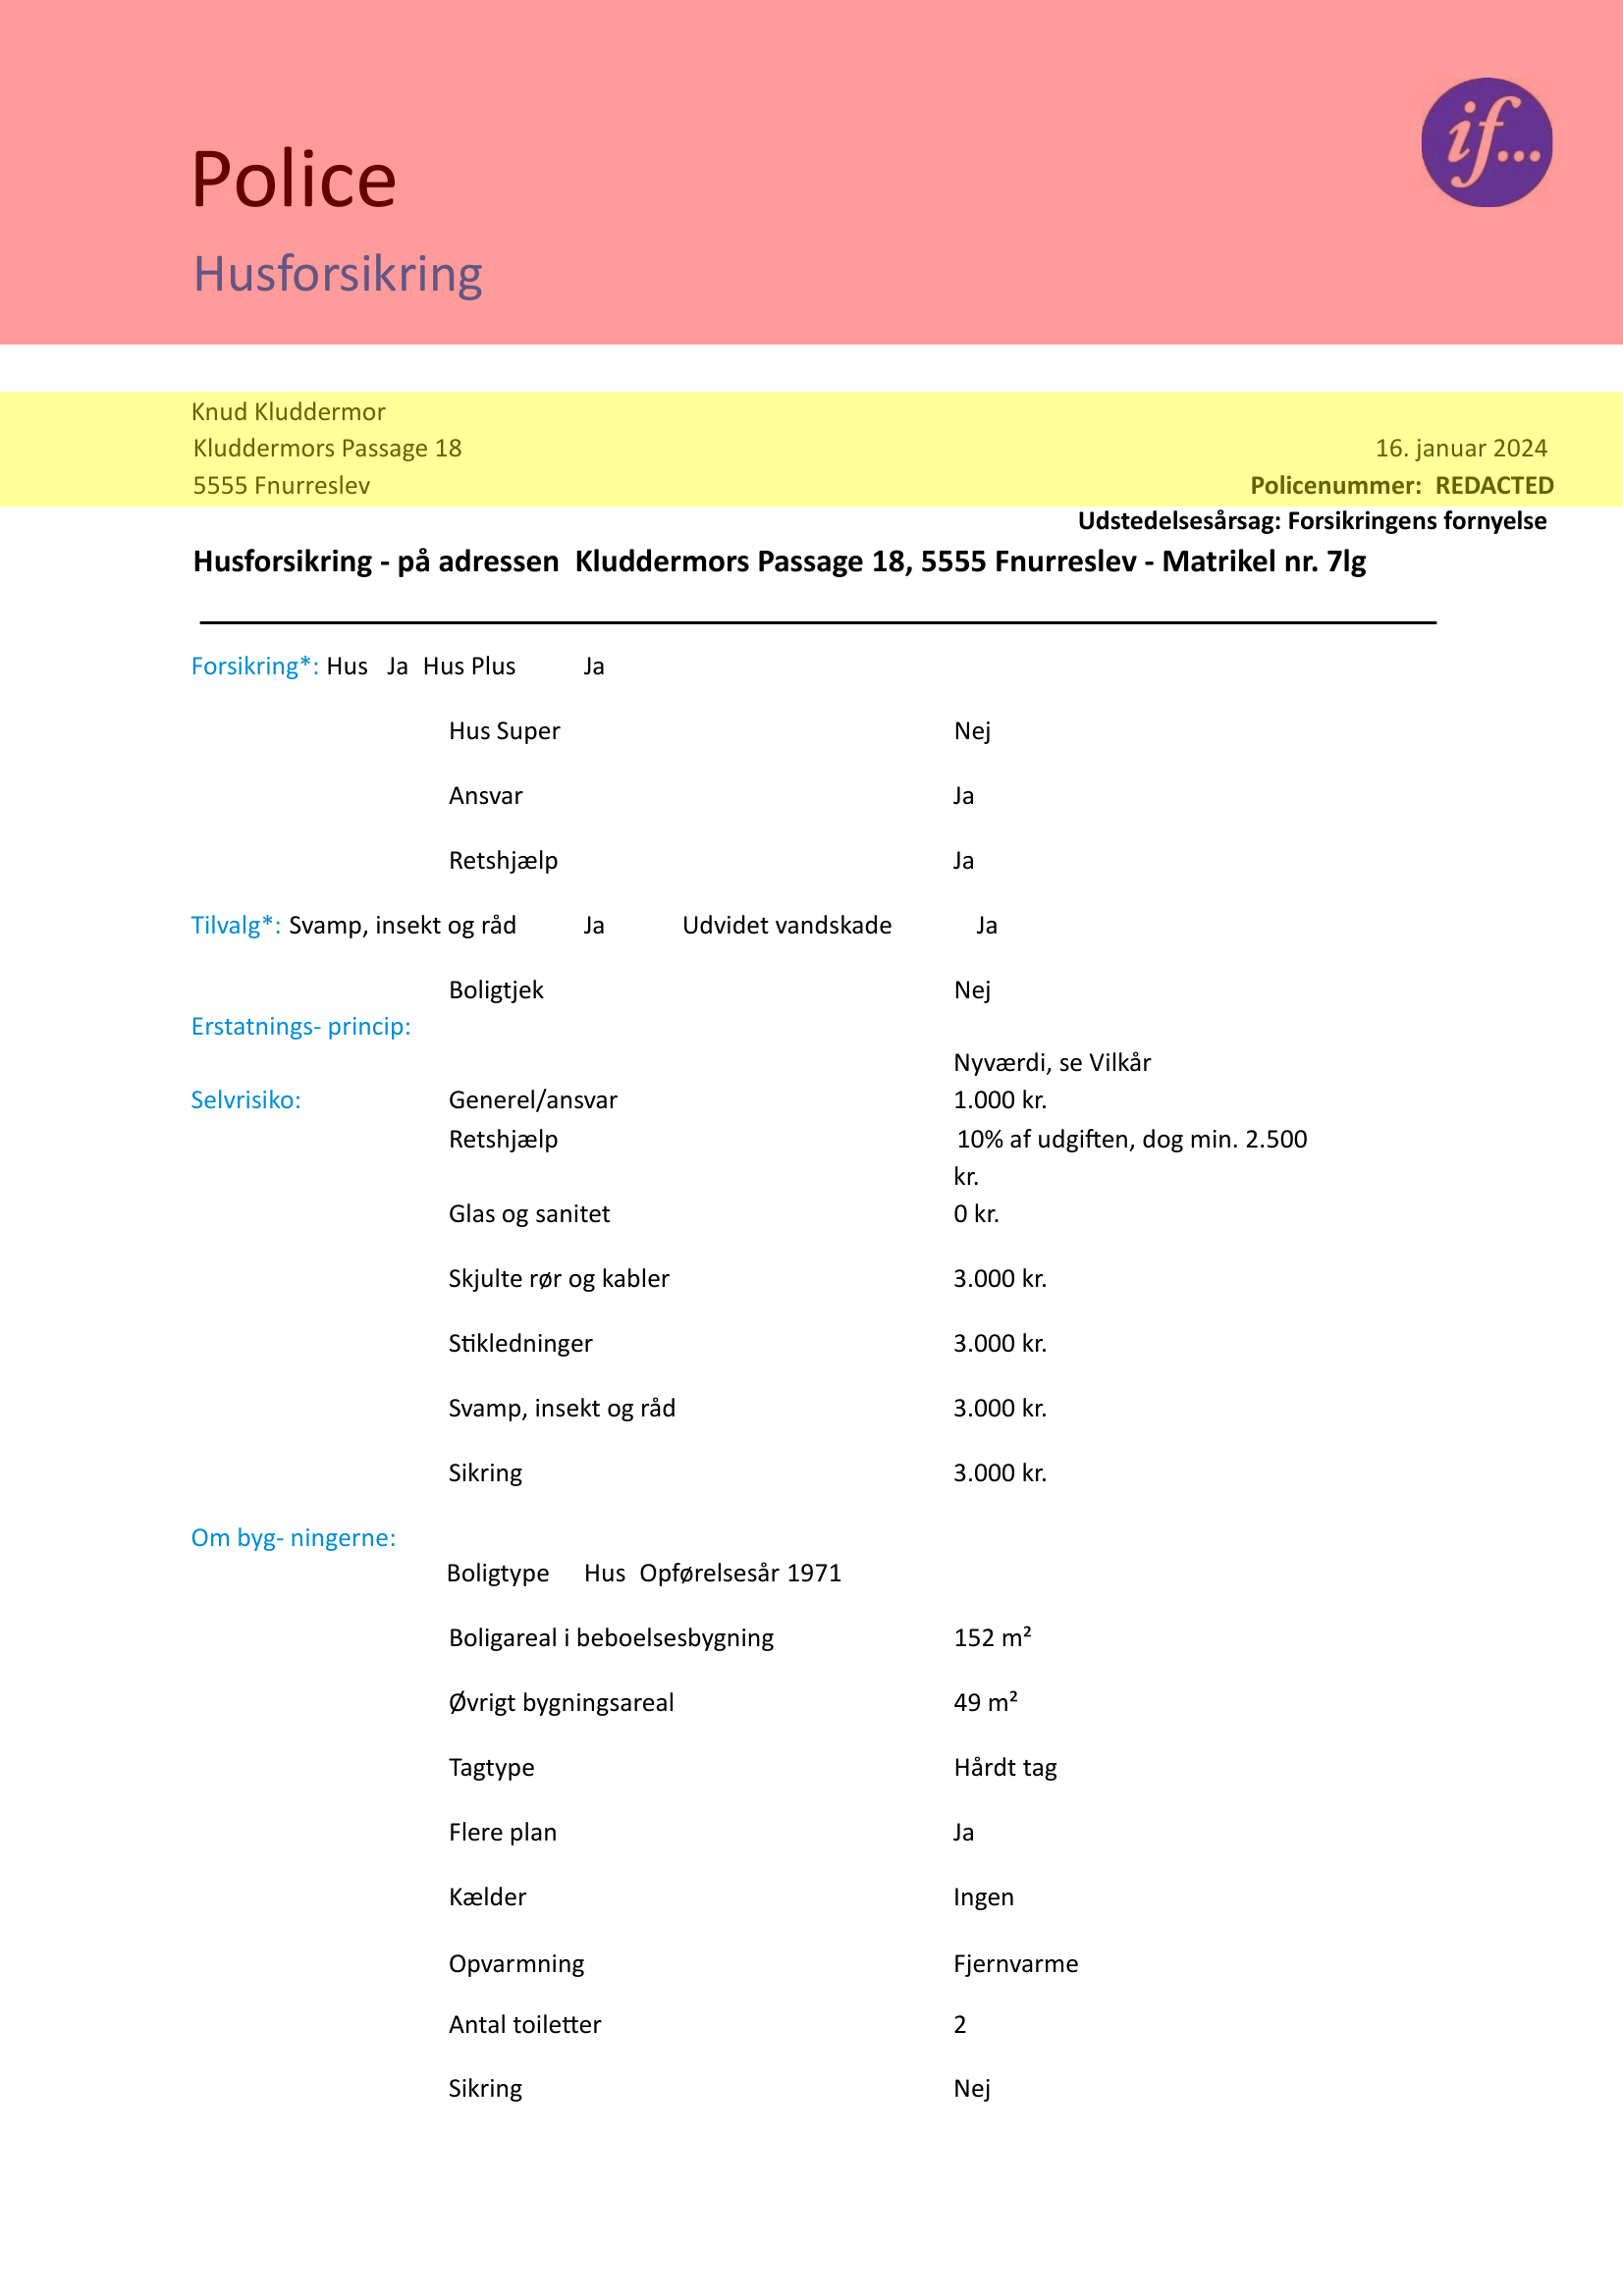 if...
Police
Husforsikring
Knud Kluddermor
Kluddermors Passage 18 16. januar 2024
5555 Fnurreslev Policenummer: REDACTED
Udstedelsesårsag: Forsikringens fornyelse
Husforsikring - på adressen Kluddermors Passage 18, 5555 Fnurreslev - Matrikel nr. 7lg
Forsikring*: Hus Ja Hus Plus Ja
Hus Super Nej
Ansvar Ja
Retshjælp Ja
Tilvalg*: Svamp, insekt og råd Ja Udvidet vandskade Ja
Boligtjek Nej
Erstatnings- princip:
Nyværdi, se Vilkår
Selvrisiko: Generel/ansvar 1.000 kr.
Retshjælp 10% af udgiften, dog min. 2.500
kr.
Glas og sanitet 0 kr.
Skjulte rør og kabler 3.000 kr.
Stikledninger 3.000 kr.
Svamp, insekt og råd 3.000 kr.
Sikring 3.000 kr.
Om byg- ningerne:
Boligtype Hus Opførelsesår 1971
Boligareal i beboelsesbygning 152 m²
Øvrigt bygningsareal 49 m²
Tagtype Hårdt tag
Flere plan Ja
Kælder Ingen
Opvarmning Fjernvarme
Antal toiletter 2
Sikring Nej